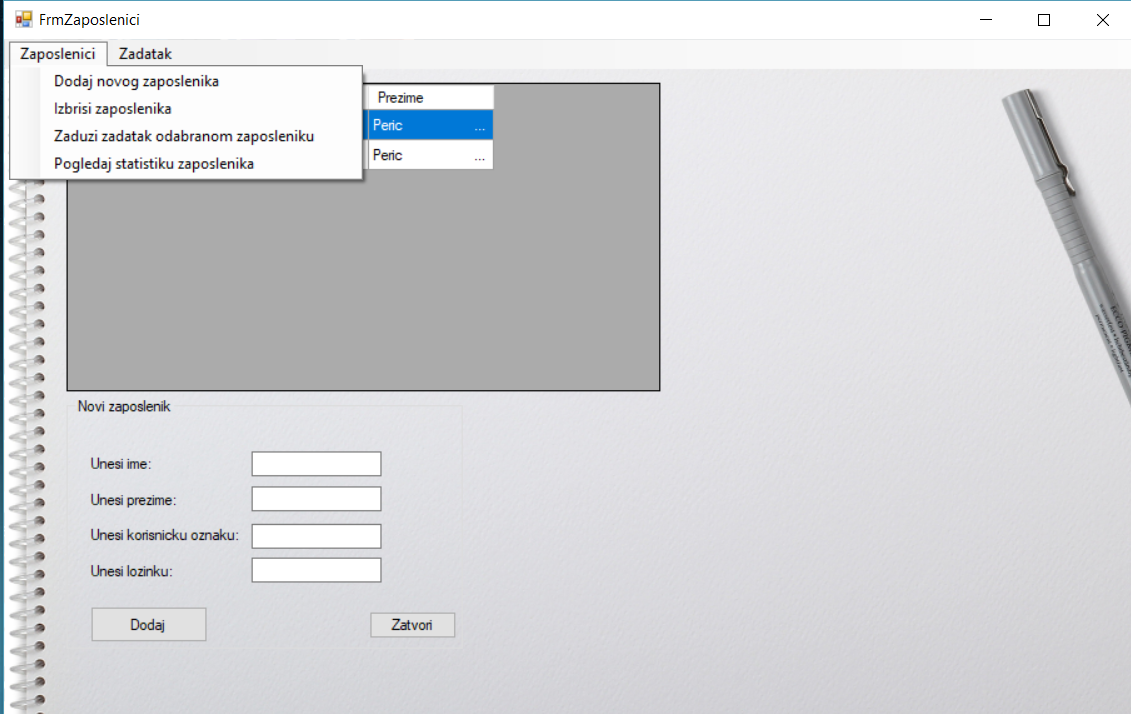 FrmZaposlenici
Zaposlenici Zadatak
Dodaj novog zaposlenika
Izbrisi zaposlenika
Zaduzi zadatak odabranom zaposleniku
Pogledaj statistiku zaposlenika
Prezime
Peric ...
Peric ...
Novi zaposlenik
Unesi ime:
Unesi prezime:
Unesi korisnicku oznaku:
Unesi lozinku:
Dodaj Zatvori